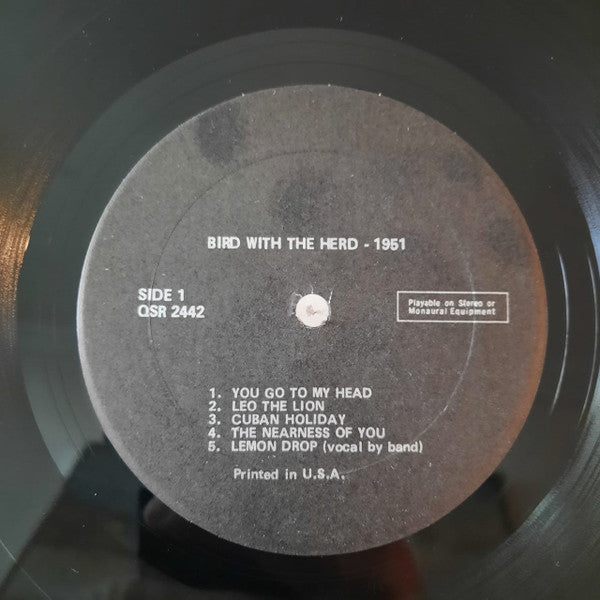 BIRD WITH THE HERD - 1951
SIDE 1
QSR 2442
Playable on Stereo or
Monaural Equipment
1. YOU GO TO MY HEAD
2. LEO THE LION
3. CUBAN HOLIDAY
4. THE NEARNESS OF YOU
5. LEMON DROP (vocal by band)
Printed in U.S.A.